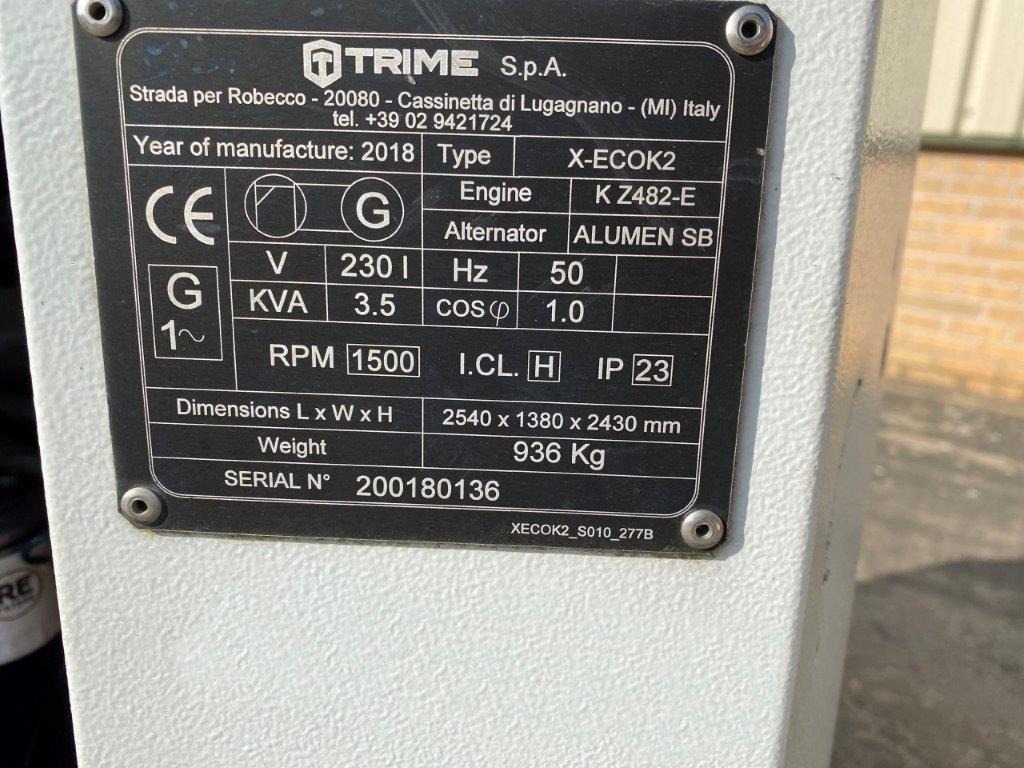 TRIME S.p.A.
Strada per Robecco - 20080 - Cassinetta di Lugagnano - (MI) Italy
tel. +39 02 9421724
Year of manufacture: 2018 Type X-ECOK2
CE G Engine K Z482-E
Alternator ALUMEN SB
V 230 I Hz 50
G 1~ KVA 3.5 COS φ 1.0
RPM 1500 I.CL. H IP 23
Dimensions L x W x H 2540 x 1380 x 2430 mm
Weight 936 Kg
SERIAL N° 200180136
XECOK2_S010_277B
RE